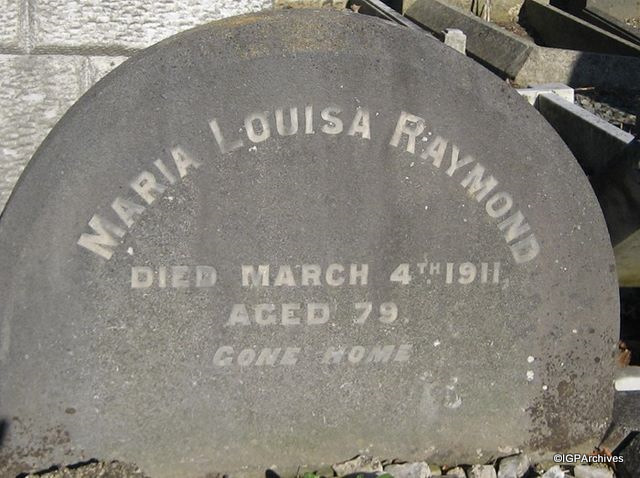 MARIA LOUISA RAYMOND
DIED MARCH 4TH 1911,
AGED 79.
GONE HOME
©IGPArchives